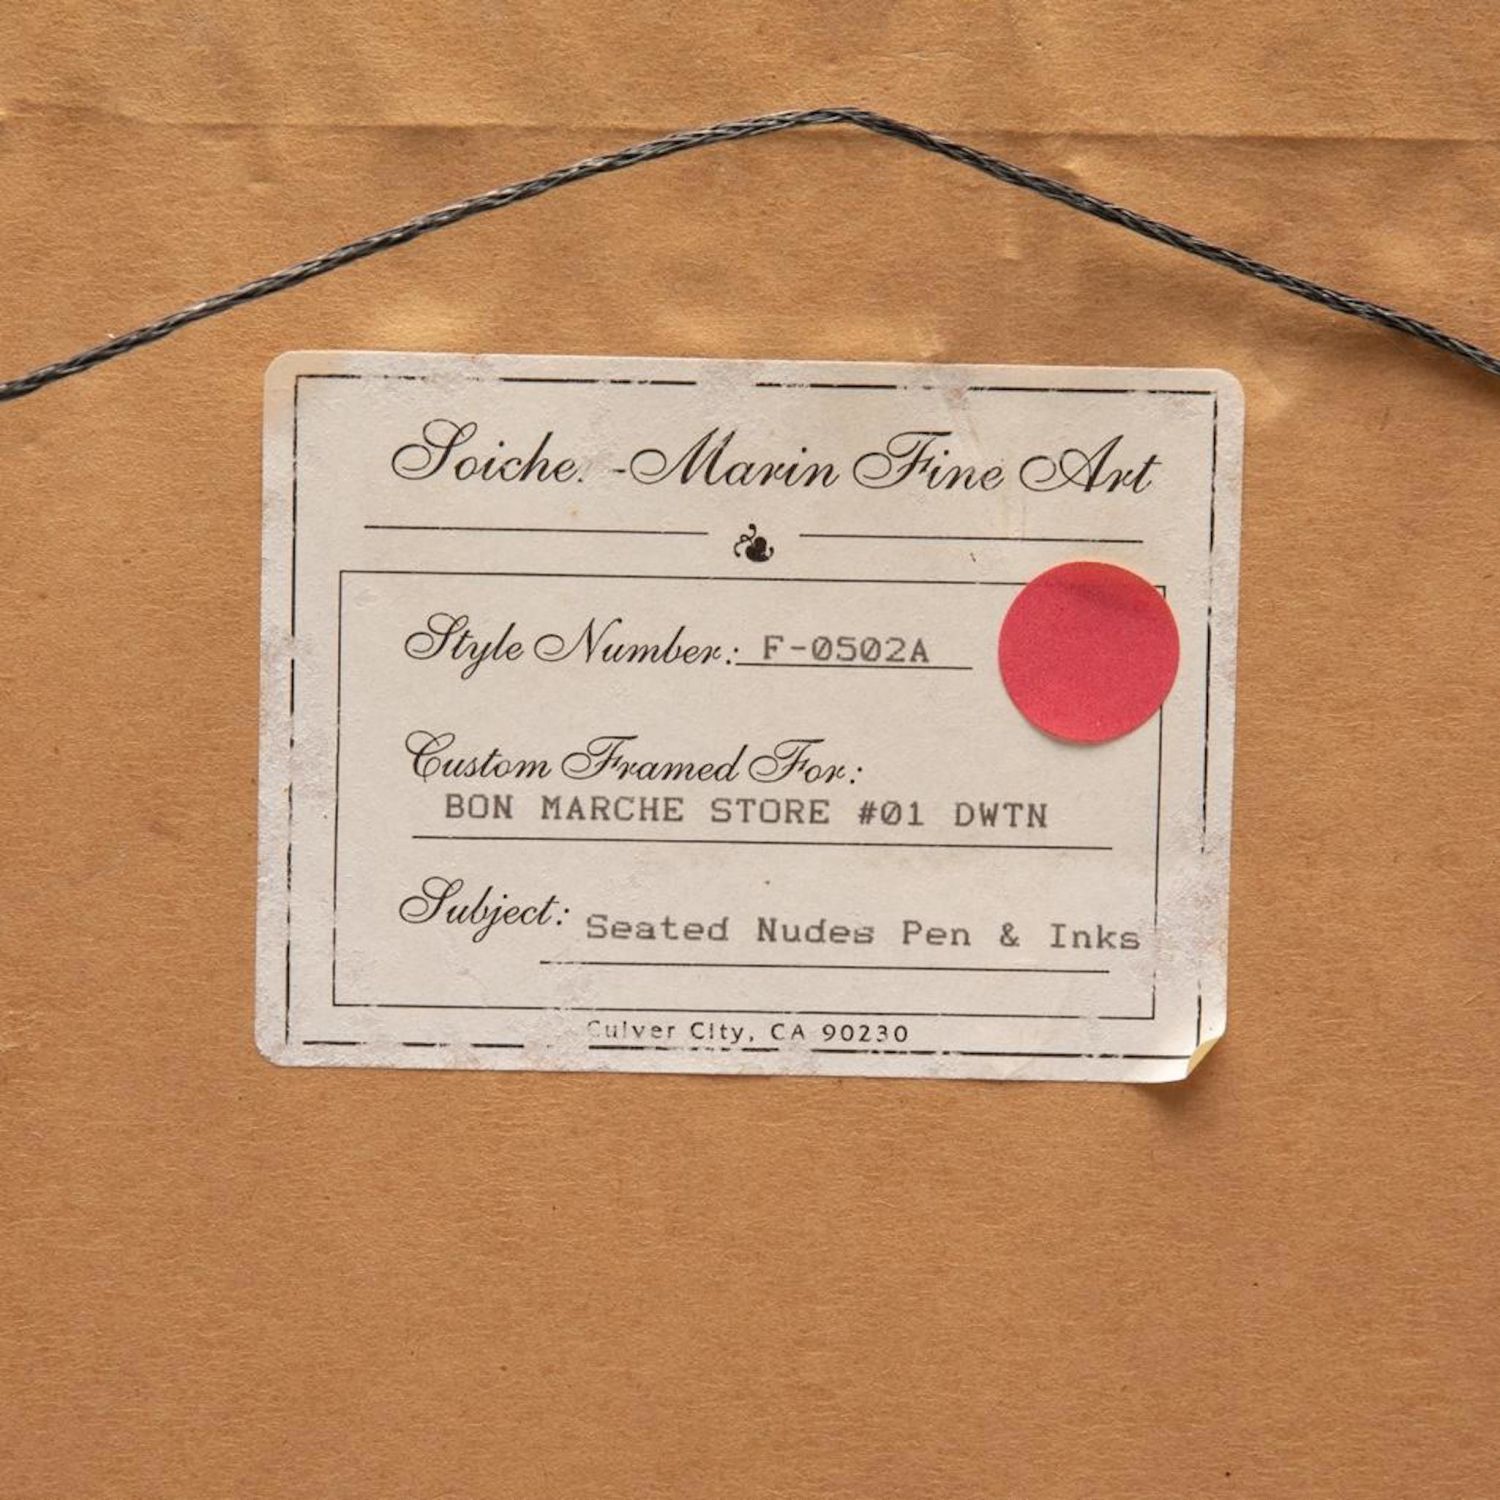 Soiche. -Marin Fine Art
Style Number: F-0502A
Custom Framed For:
BON MARCHE STORE #01 DWTN
Subject: Seated Nudes Pen & Inks
Culver City, CA 90230